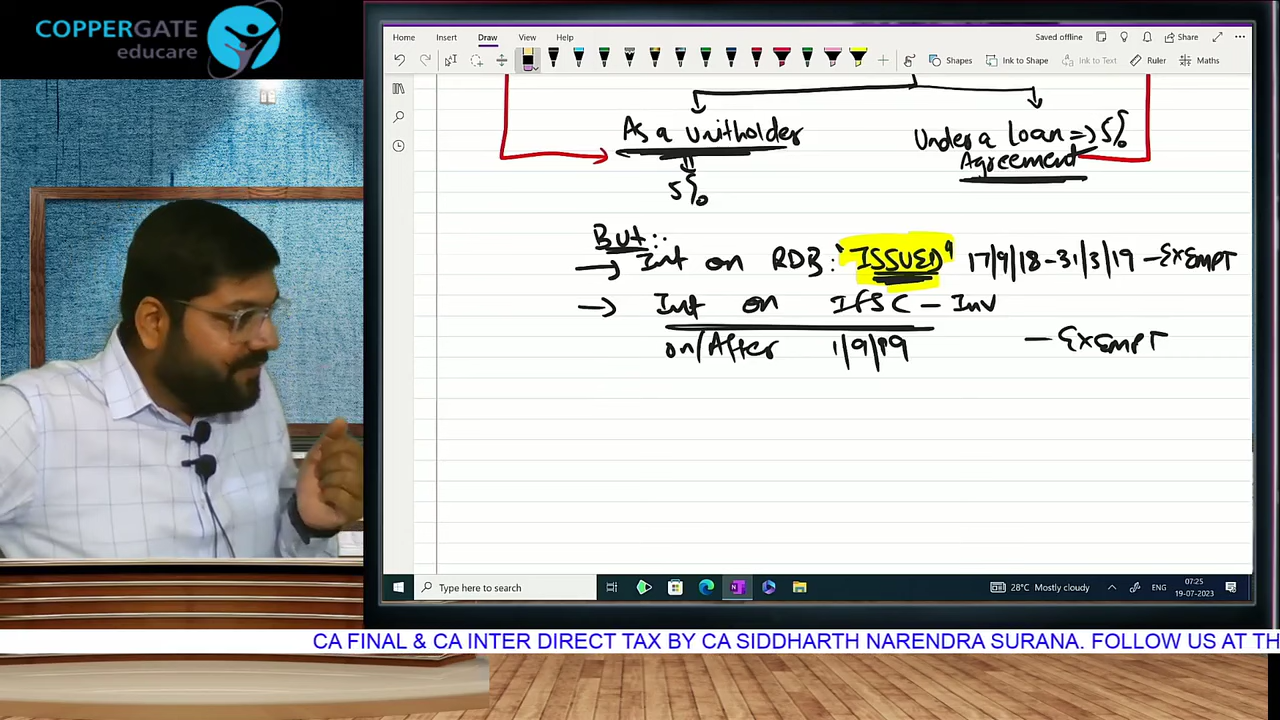 COPPERGATE
educare
Home Insert Draw View Help
Saved offline Share
Shapes Ink to Shape Ink to Text Ruler Maths
As a unitholder
5%
Under a loan => 5%
Agreement
But:
→ Int on RDB: "ISSUED" 17/9/18-31/3/19 - EXEMPT
→ Int on IFSC - Inv
on/After 1/9/19 - EXEMPT
Type here to search
28°C Mostly cloudy
ENG
07:25
19-07-2023
CA FINAL & CA INTER DIRECT TAX BY CA SIDDHARTH NARENDRA SURANA. FOLLOW US AT TH